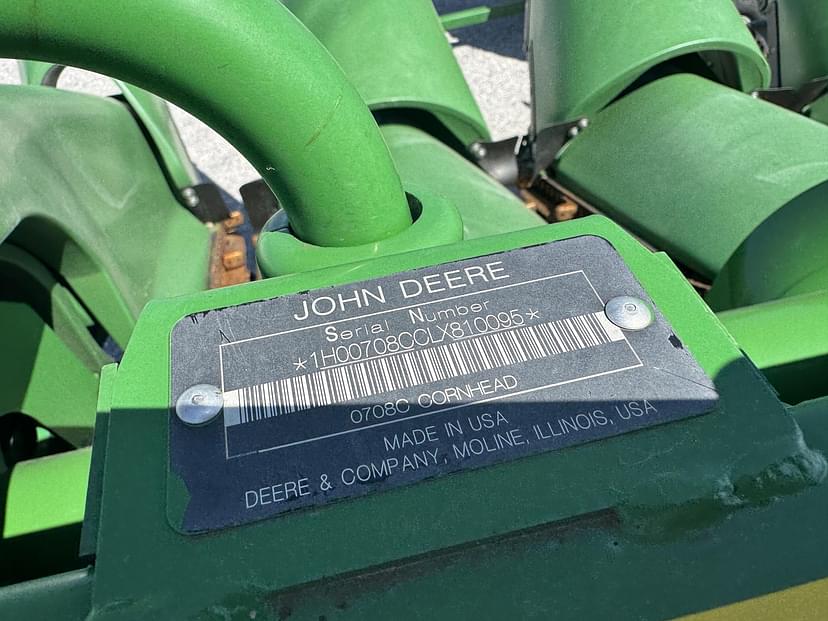 JOHN DEERE
Serial Number
*1H00708CCLX810095*
0708C CORNHEAD
MADE IN USA
DEERE & COMPANY, MOLINE, ILLINOIS, USA